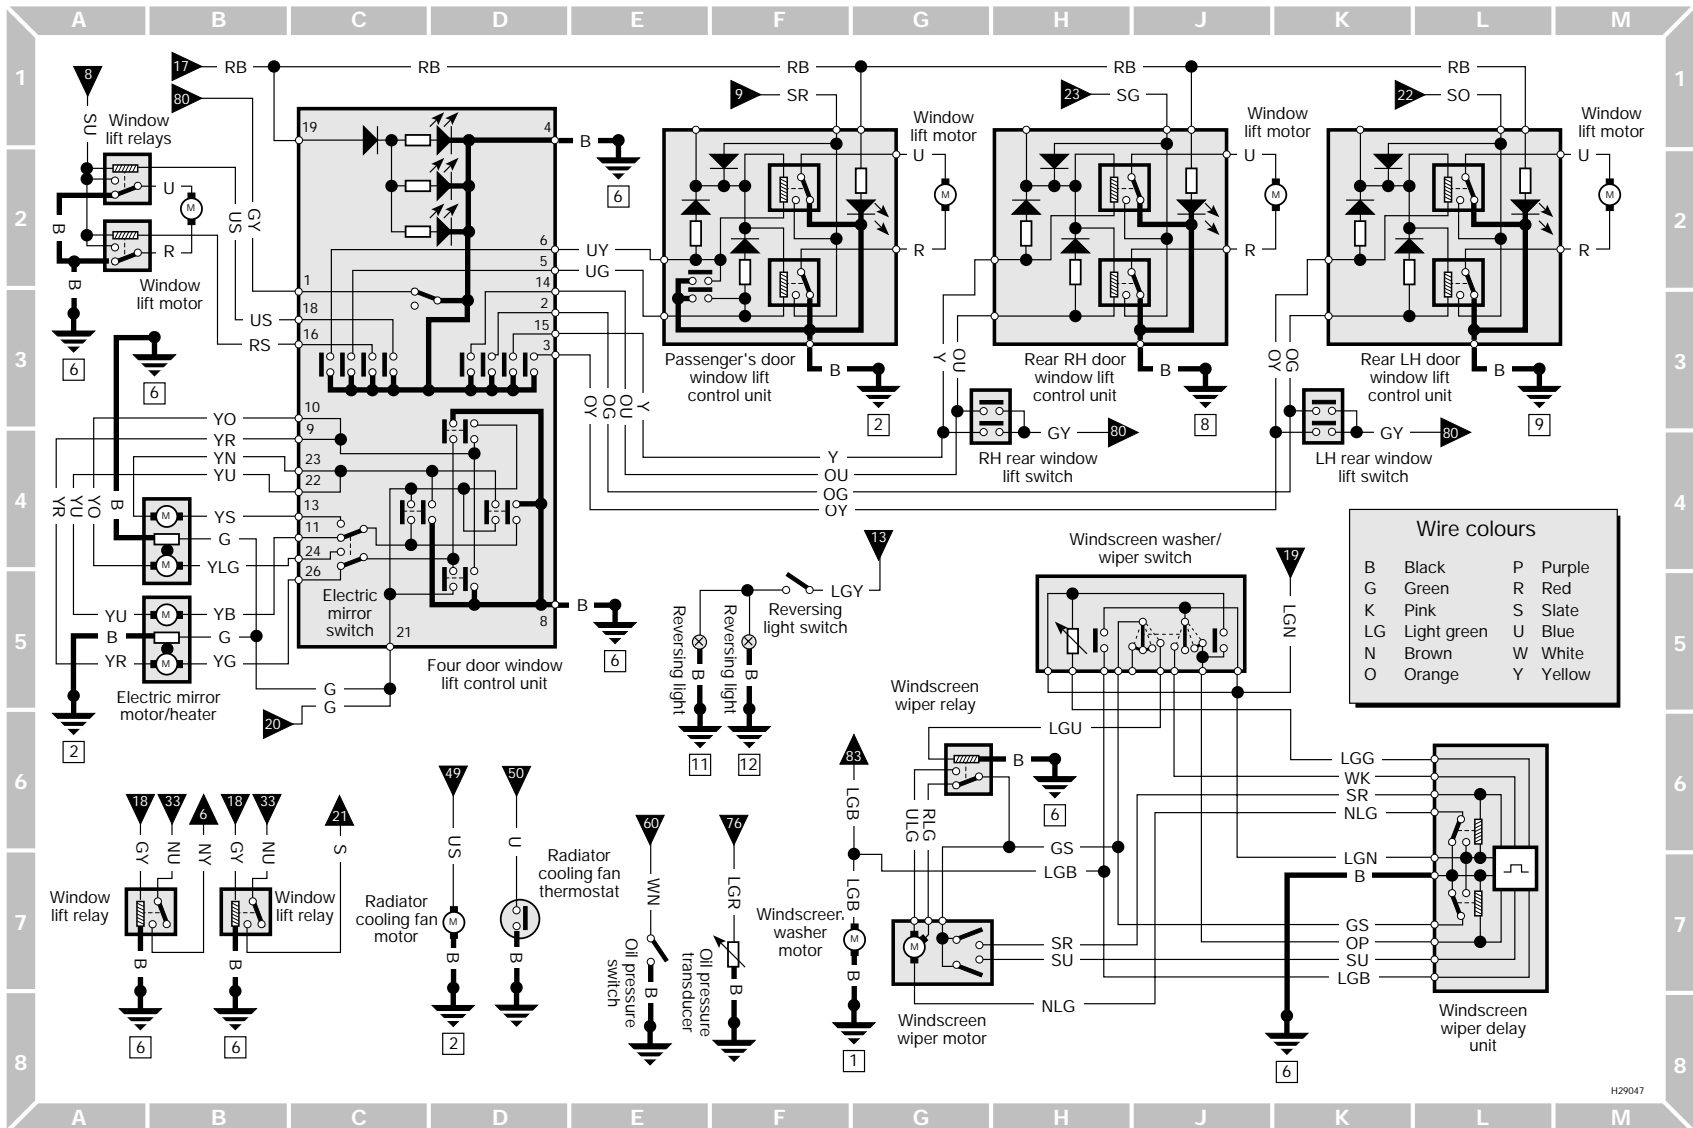 A B C D E F G H J K L M
1 1
2 2
3 3
4 4
5 5
6 6
7 7
8 8
17 RB RB RB RB RB
8
80
9 SR
23 SG
22 SO
SU
Window
lift relays
U
R
B
B
M
US
GY
Window
lift motor
6
6
US
RS
19
4
B
6
1
18
16
6 UY
5 UG
14
2
15
3
Window
lift motor
U
M
R
Window
lift motor
U
M
R
Window
lift motor
U
M
R
Passenger's door
window lift
control unit
B
2
Rear RH door
window lift
control unit
B
8
Rear LH door
window lift
control unit
B
9
Y
OU
OY
OG
OY
OG
OU
Y
GY 80
RH rear window
lift switch
GY 80
LH rear window
lift switch
Y
OU
OG
OY
YO
YR
YN
YU
YR
YU
YO
B
10
9
23
22
13
11
24
26
M
M
YS
G
YLG
YU
B
YR
M
M
YB
G
YG
Electric mirror
motor/heater
2
Electric
mirror
switch
21
8
B
6
Four door window
lift control unit
G
G
20
13
LGY
Reversing
light switch
Reversing light
B
11
Reversing light
B
12
Windscreen washer/
wiper switch
19
LGN
Wire colours
B Black P Purple
G Green R Red
K Pink S Slate
LG Light green U Blue
N Brown W White
O Orange Y Yellow
Windscreen
wiper relay
LGU
B
6
ULG
RLG
GS
LGB
83
LGB
LGB
Windscreen
washer
motor
M
B
1
M
SR
SU
NLG
Windscreen
wiper motor
LGG
WK
SR
NLG
LGN
B
GS
OP
SU
LGB
6
Windscreen
wiper delay
unit
18 33 6 18 33 21
GY NU NY GY NU S
Window
lift relay
Window
lift relay
B
6
B
6
49
US
Radiator
cooling fan
motor
M
B
2
50
U
Radiator
cooling fan
thermostat
B
60
WN
Oil pressure
switch
B
76
LGR
Oil pressure
transducer
B
H29047
A B C D E F G H J K L M